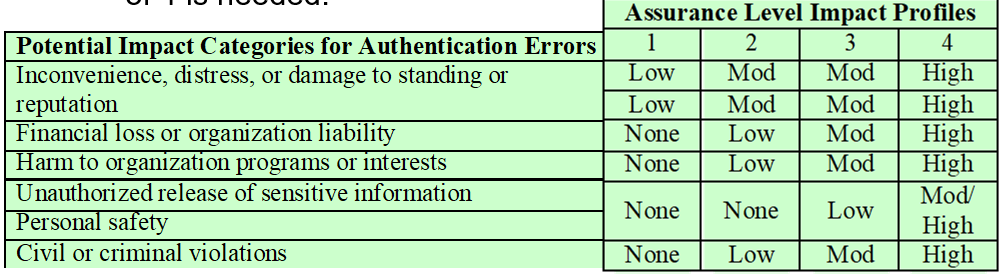 or is needed.
Assurance Level Impact Profiles
Potential Impact Categories for Authentication Errors 1 2 3 4
Inconvenience, distress, or damage to standing or Low Mod Mod High
reputation Low Mod Mod High
Financial loss or organization liability None Low Mod High
Harm to organization programs or interests None Low Mod High
Unauthorized release of sensitive information
Personal safety
None None Low Mod/
High
Civil or criminal violations None Low Mod High